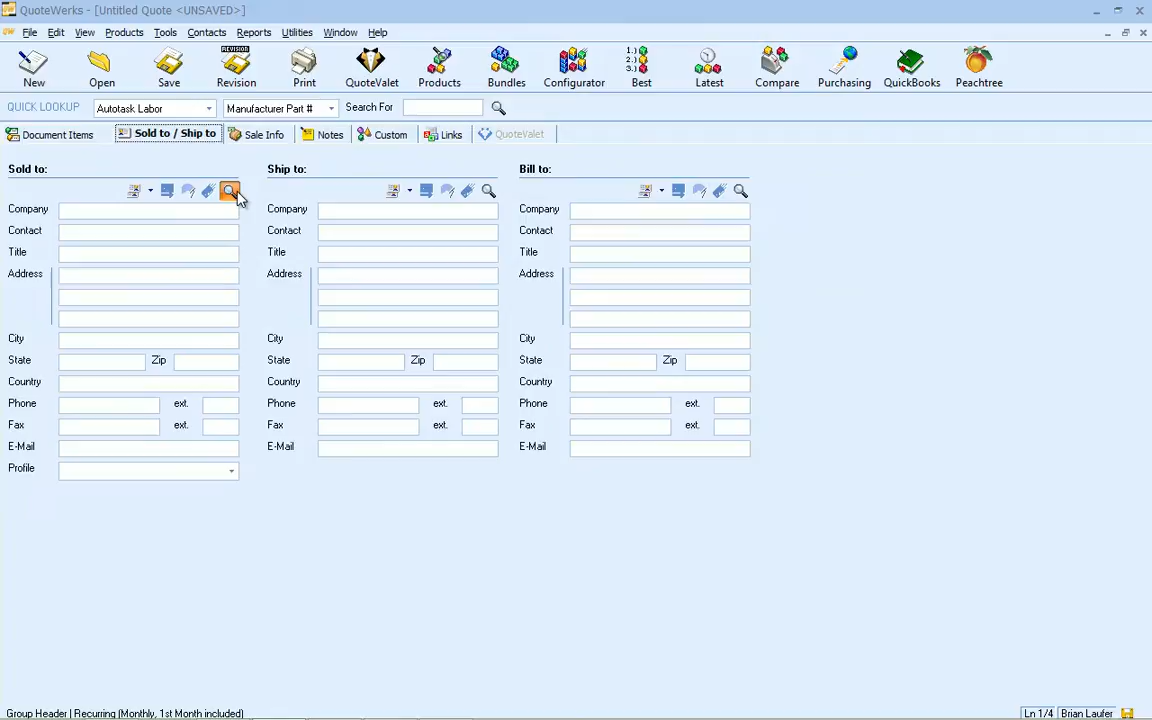 QuoteWerks - [Untitled Quote <UNSAVED>]
File Edit View Products Tools Contacts Reports Utilities Window Help
REVISION 1.) 2.) 3.)
New Open Save Revision Print QuoteValet Products Bundles Configurator Best Latest Compare Purchasing QuickBooks Peachtree
QUICK LOOKUP Autotask Labor Manufacturer Part # Search For
Document Items Sold to / Ship to Sale Info Notes Custom Links QuoteValet
Sold to: Ship to: Bill to:
Company Company Company
Contact Contact Contact
Title Title Title
Address Address Address
City City City
State Zip State Zip State Zip
Country Country Country
Phone ext. Phone ext. Phone ext.
Fax ext. Fax ext. Fax ext.
E-Mail E-Mail E-Mail
Profile
Group Header | Recurring (Monthly, 1st Month included) Ln 1/4 Brian Laufer